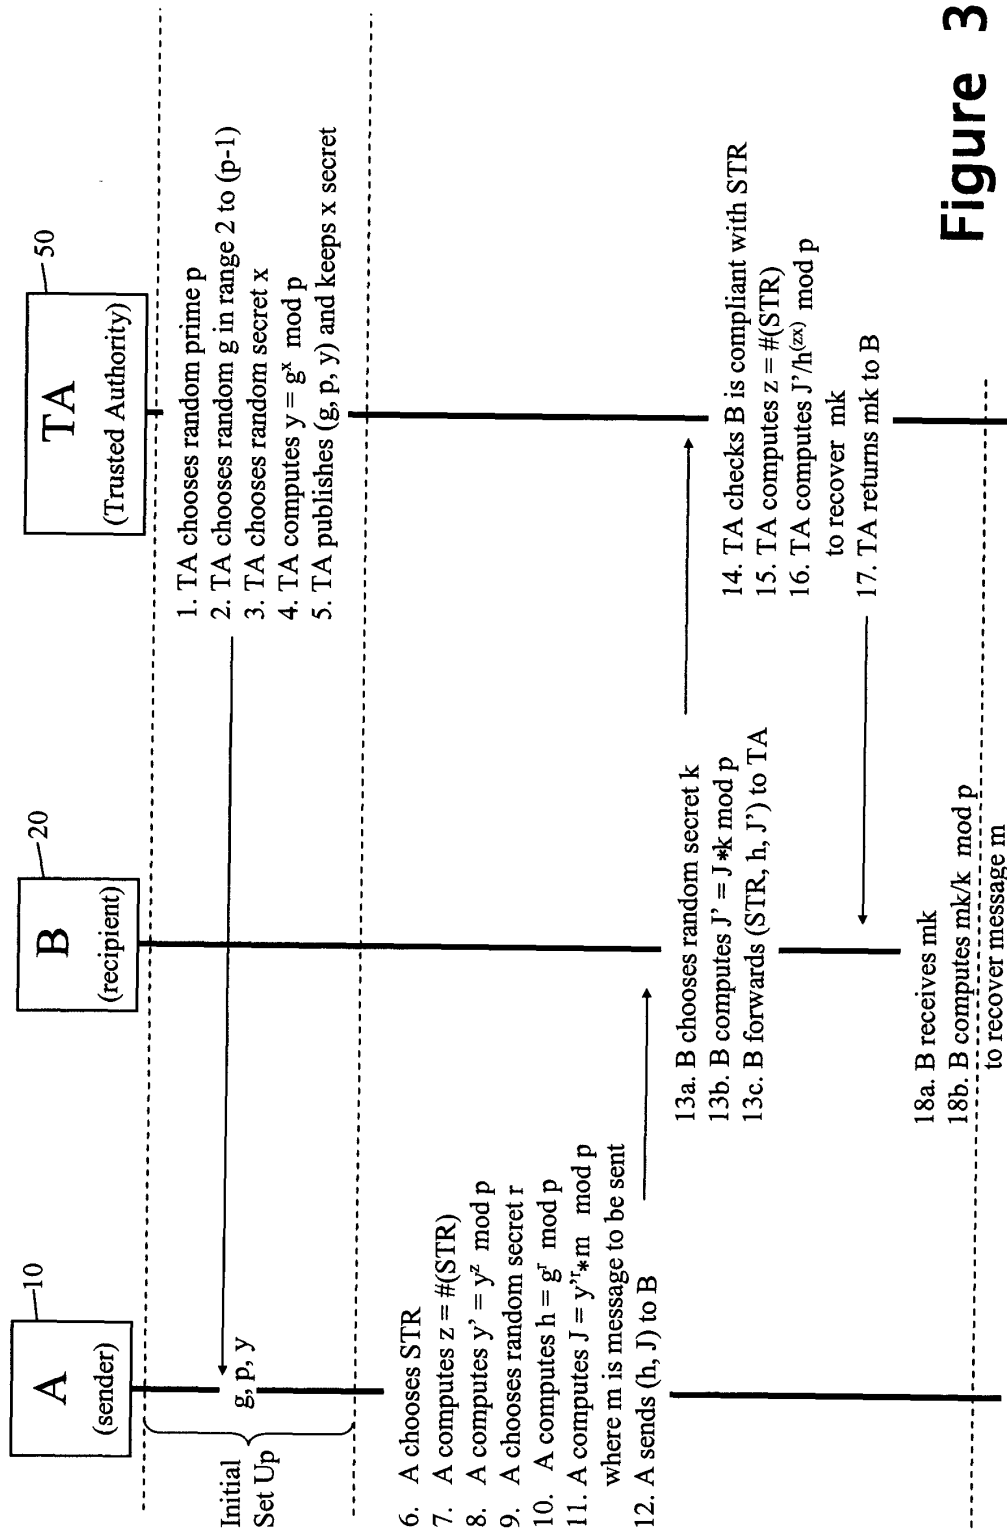 A
(sender)
10
B
(recipient)
20
TA
(Trusted Authority)
50
Initial
Set Up
g, p, y
1. TA chooses random prime p
2. TA chooses random g in range 2 to (p-1)
3. TA chooses random secret x
4. TA computes y = g^x mod p
5. TA publishes (g, p, y) and keeps x secret
6. A chooses STR
7. A computes z = #(STR)
8. A computes y' = y^z mod p
9. A chooses random secret r
10. A computes h = g^r mod p
11. A computes J = y'^r*m mod p
where m is message to be sent
12. A sends (h, J) to B
13a. B chooses random secret k
13b. B computes J' = J*k mod p
13c. B forwards (STR, h, J') to TA
14. TA checks B is compliant with STR
15. TA computes z = #(STR)
16. TA computes J'/h^(zx) mod p
to recover mk
17. TA returns mk to B
18a. B receives mk
18b. B computes mk/k mod p
to recover message m
Figure 3